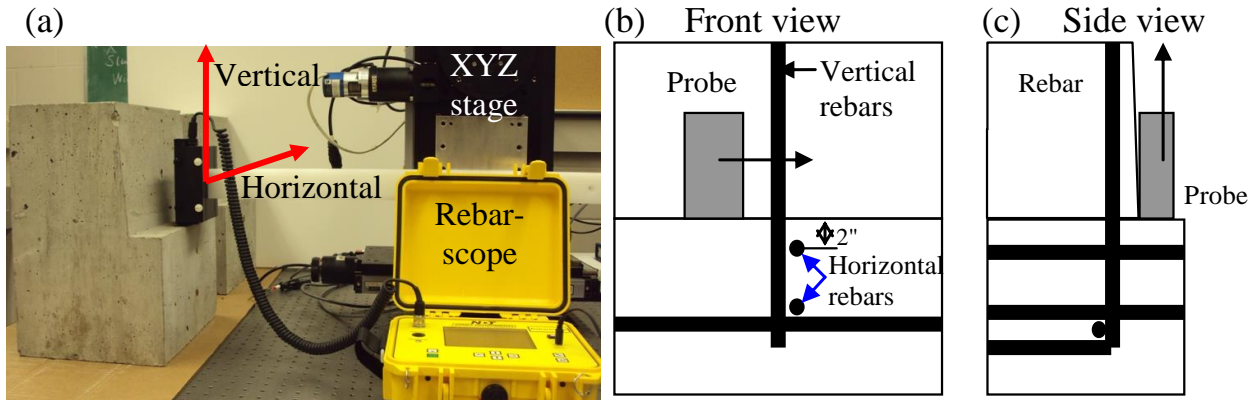 (a)
Vertical
Horizontal
XYZ
stage
Rebar-
scope
(b) Front view
Probe
Vertical
rebars
2"
Horizontal
rebars
(c) Side view
Rebar
Probe